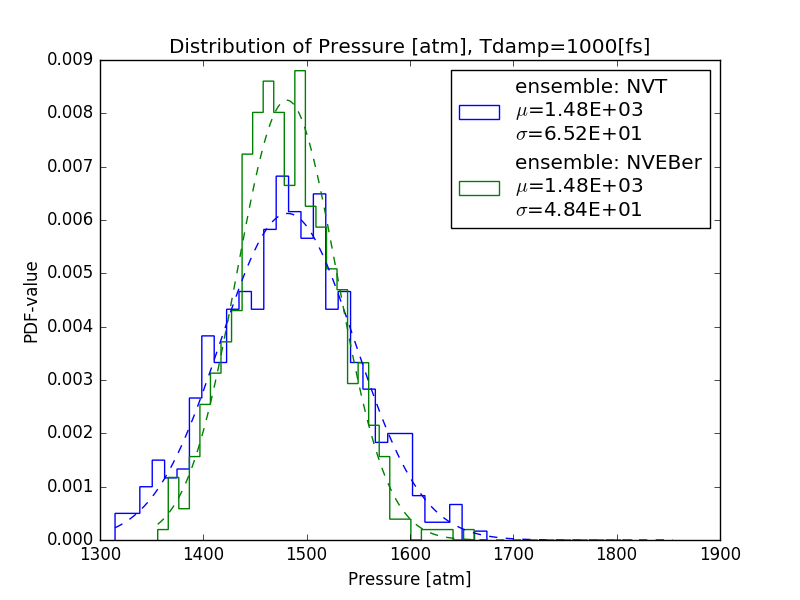 Distribution of Pressure [atm], Tdamp=1000[fs]
0.009
0.008
0.007
0.006
0.005
0.004
0.003
0.002
0.001
0.000
PDF-value
ensemble: NVT
μ=1.48E+03
σ=6.52E+01
ensemble: NVEBer
μ=1.48E+03
σ=4.84E+01
1300 1400 1500 1600 1700 1800 1900
Pressure [atm]